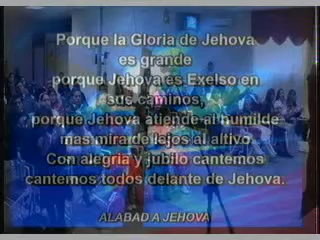 Porque la Gloria de Jehova
es grande
porque Jehova es Exelso en
sus caminos,
porque Jehova atiende al humilde
mas mira de lejos al altivo.
Con alegria y jubilo cantemos
cantemos todos delante de Jehova.
ALABAD A JEHOVA